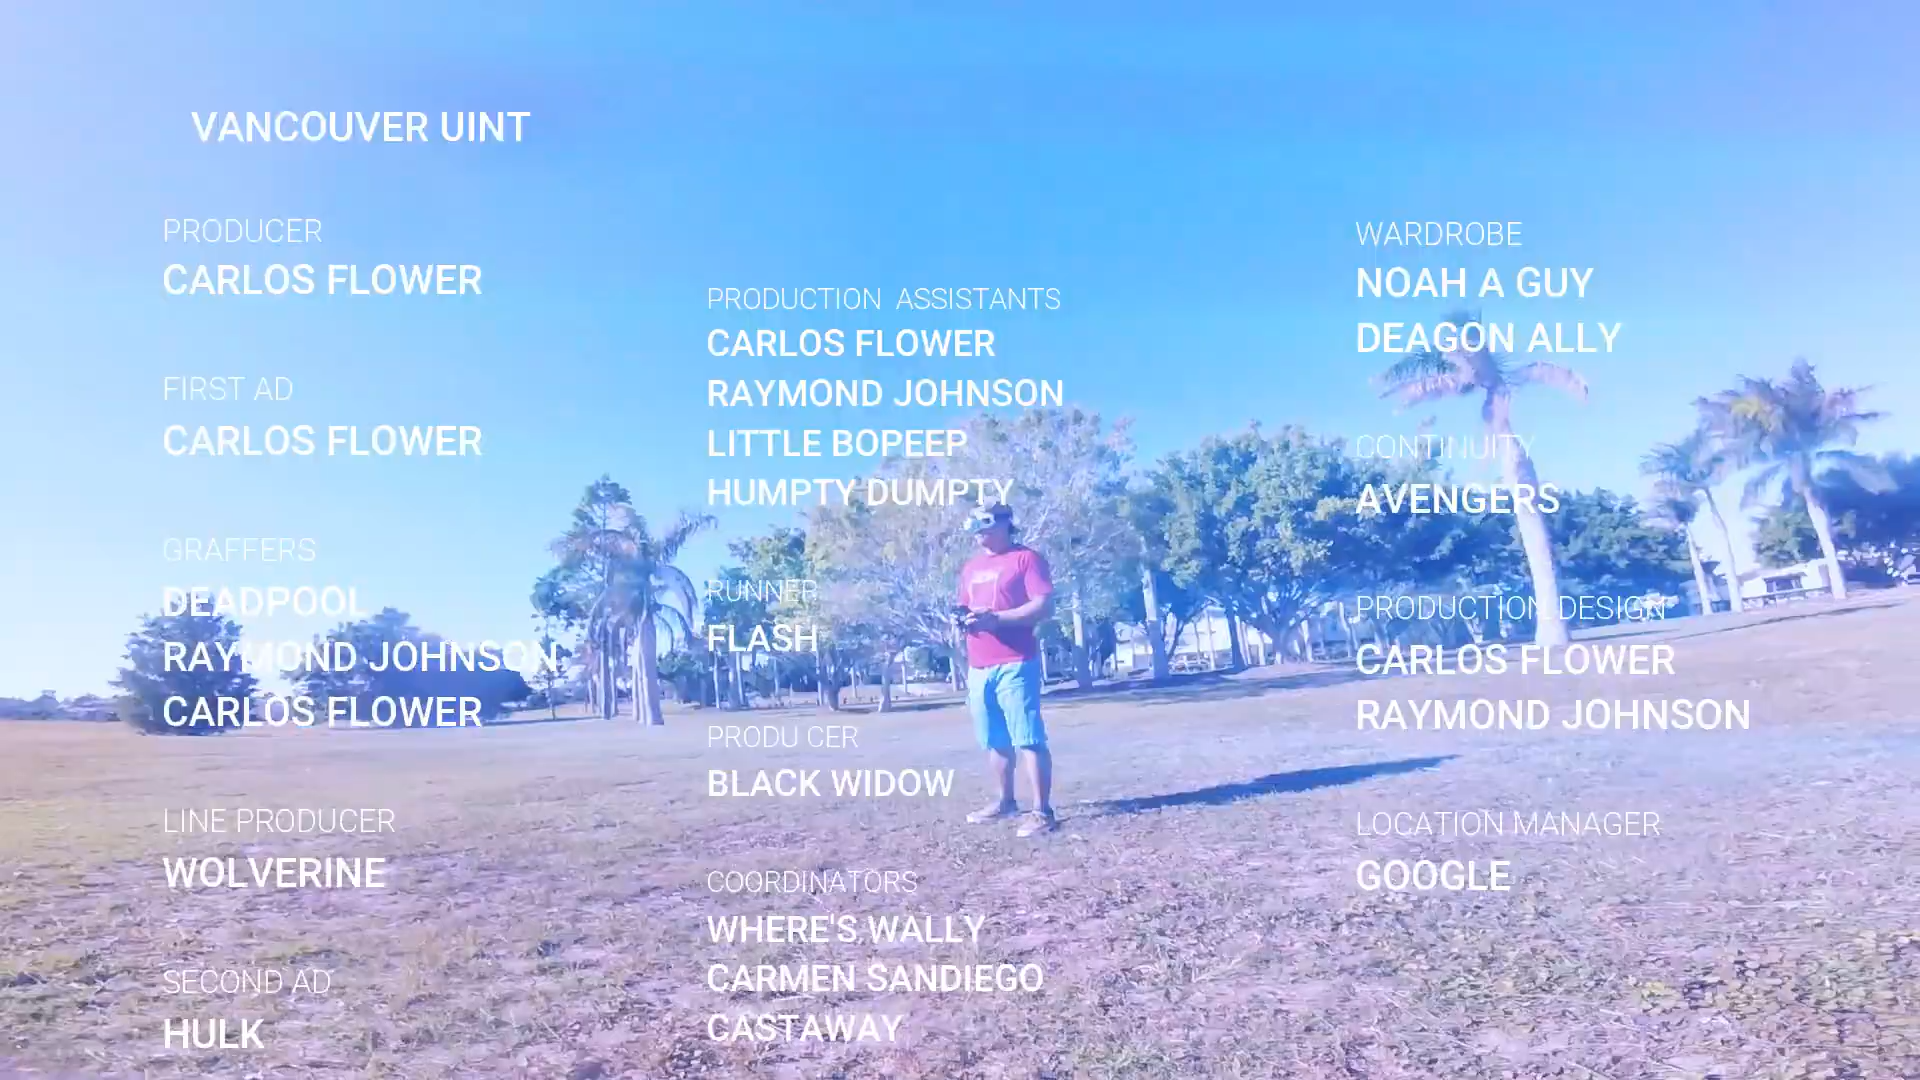 VANCOUVER UINT
PRODUCER
CARLOS FLOWER
FIRST AD
CARLOS FLOWER
GRAFFERS
DEADPOOL
RAYMOND JOHNSON
CARLOS FLOWER
LINE PRODUCER
WOLVERINE
SECOND AD
HULK
PRODUCTION ASSISTANTS
CARLOS FLOWER
RAYMOND JOHNSON
LITTLE BOPEEP
HUMPTY DUMPTY
RUNNER
FLASH
PRODU CER
BLACK WIDOW
COORDINATORS
WHERE'S WALLY
CARMEN SANDIEGO
CASTAWAY
WARDROBE
NOAH A GUY
DEAGON ALLY
CONTINUITY
AVENGERS
PRODUCTION DESIGN
CARLOS FLOWER
RAYMOND JOHNSON
LOCATION MANAGER
GOOGLE